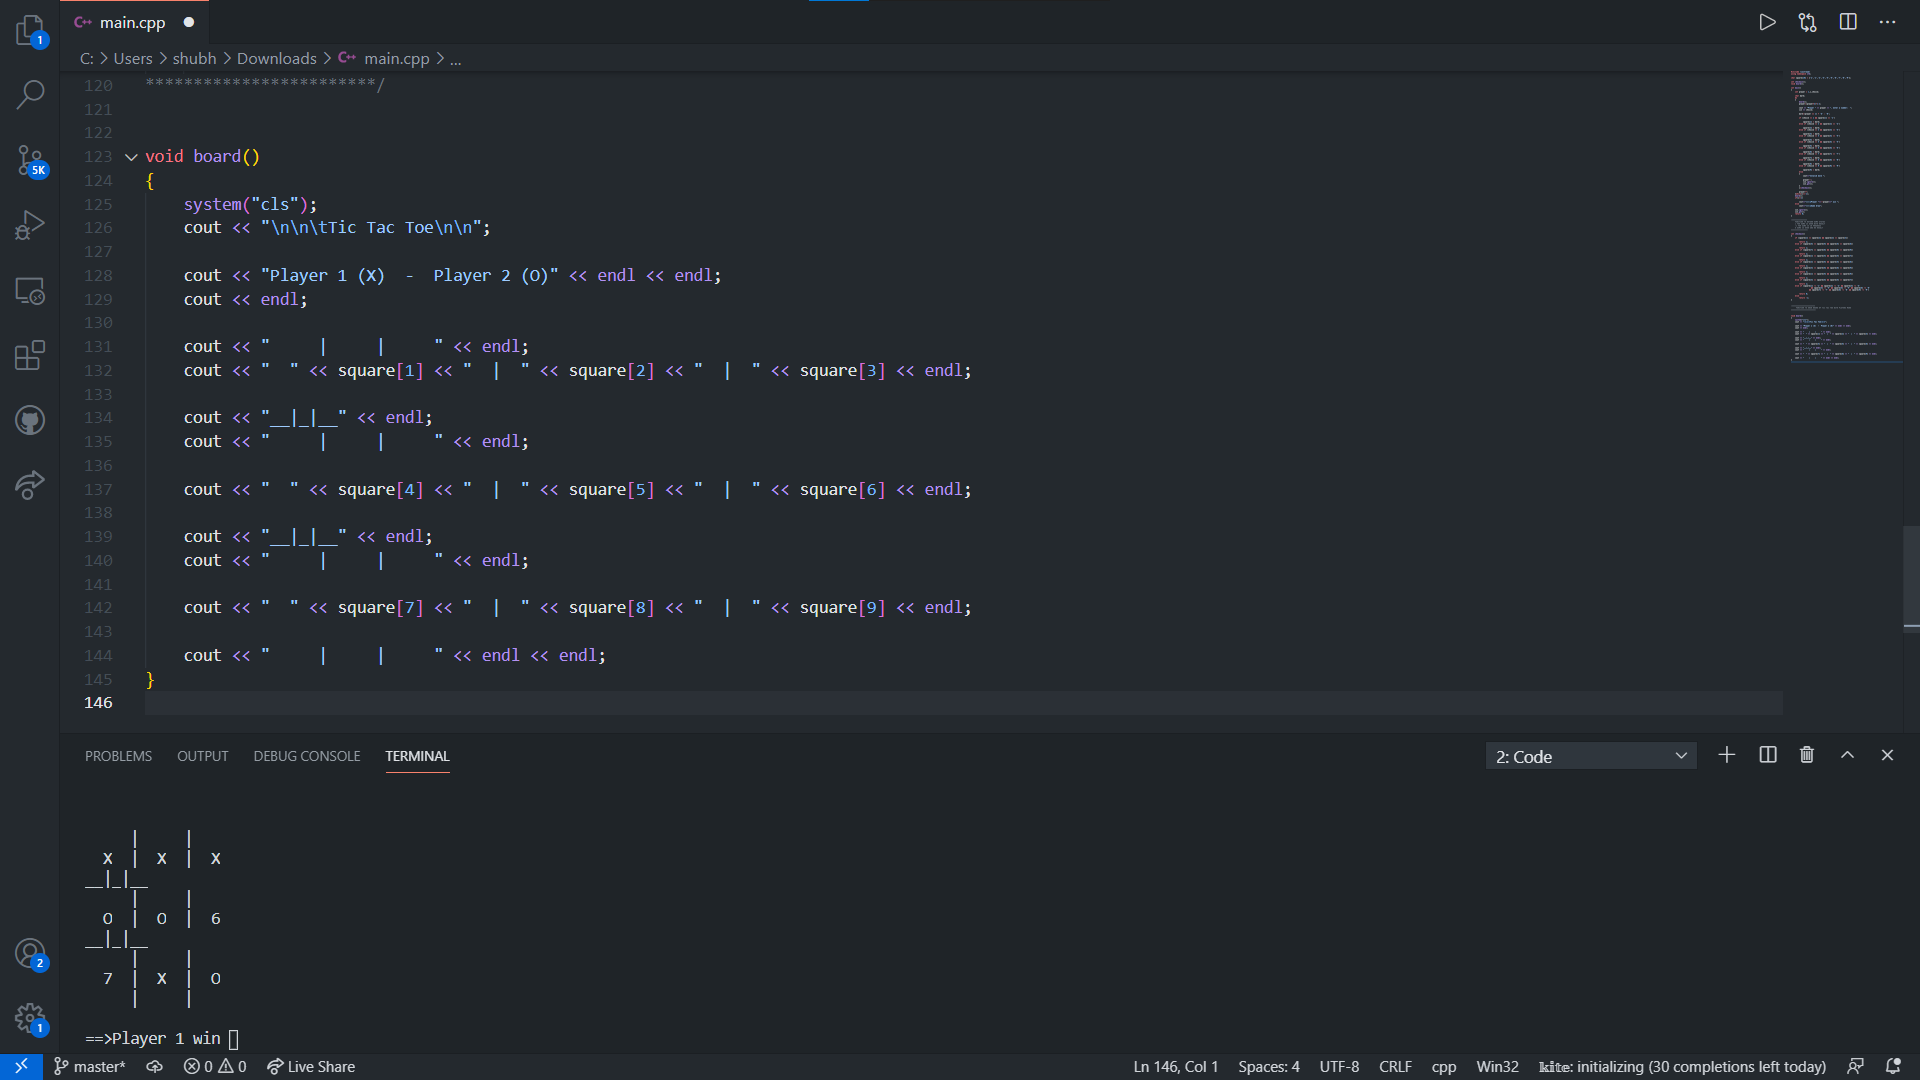 main.cpp
C: > Users > shubh > Downloads > main.cpp > ...
1
5K
2
1
120 ************************/
121
122
123 void board()
124 {
125     system("cls");
126     cout << "\n\n\tTic Tac Toe\n\n";
127
128     cout << "Player 1 (X)  -  Player 2 (O)" << endl << endl;
129     cout << endl;
130
131     cout << "     |     |     " << endl;
132     cout << "  " << square[1] << "  |  " << square[2] << "  |  " << square[3] << endl;
133
134     cout << "__|_|__" << endl;
135     cout << "     |     |     " << endl;
136
137     cout << "  " << square[4] << "  |  " << square[5] << "  |  " << square[6] << endl;
138
139     cout << "__|_|__" << endl;
140     cout << "     |     |     " << endl;
141
142     cout << "  " << square[7] << "  |  " << square[8] << "  |  " << square[9] << endl;
143
144     cout << "     |     |     " << endl << endl;
145 }
146
PROBLEMS OUTPUT DEBUG CONSOLE TERMINAL 2: Code
     |     |
  X  |  X  |  X
__|_|__
     |     |
  O  |  O  |  6
__|_|__
     |     |
  7  |  X  |  O
     |     |
==>Player 1 win
master* 0 0 Live Share Ln 146, Col 1 Spaces: 4 UTF-8 CRLF cpp Win32 kite: initializing (30 completions left today)